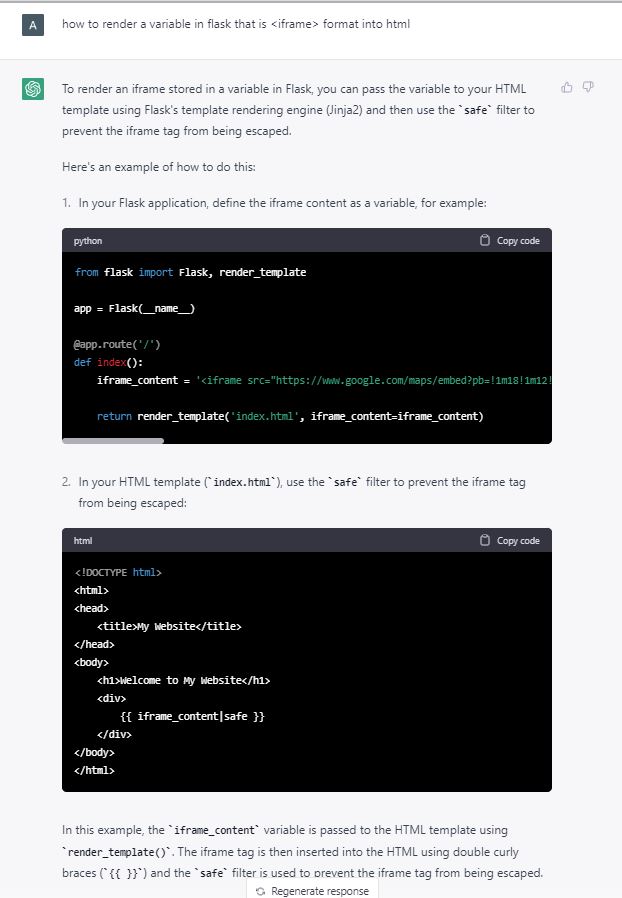 A
how to render a variable in flask that is <iframe> format into html
To render an iframe stored in a variable in Flask, you can pass the variable to your HTML
template using Flask's template rendering engine (Jinja2) and then use the `safe` filter to
prevent the iframe tag from being escaped.
Here's an example of how to do this:
1. In your Flask application, define the iframe content as a variable, for example:
python
Copy code
from flask import Flask, render_template
app = Flask(__name__)
@app.route('/')
def index():
    iframe_content = '<iframe src="https://www.google.com/maps/embed?pb=!1m18!1m12!
    return render_template('index.html', iframe_content=iframe_content)
2. In your HTML template (`index.html`), use the `safe` filter to prevent the iframe tag
from being escaped:
html
Copy code
<!DOCTYPE html>
<html>
<head>
    <title>My Website</title>
</head>
<body>
    <h1>Welcome to My Website</h1>
    <div>
        {{ iframe_content|safe }}
    </div>
</body>
</html>
In this example, the `iframe_content` variable is passed to the HTML template using
`render_template()`. The iframe tag is then inserted into the HTML using double curly
braces (`{{ }}`) and the `safe` filter is used to prevent the iframe tag from being escaped.
Regenerate response